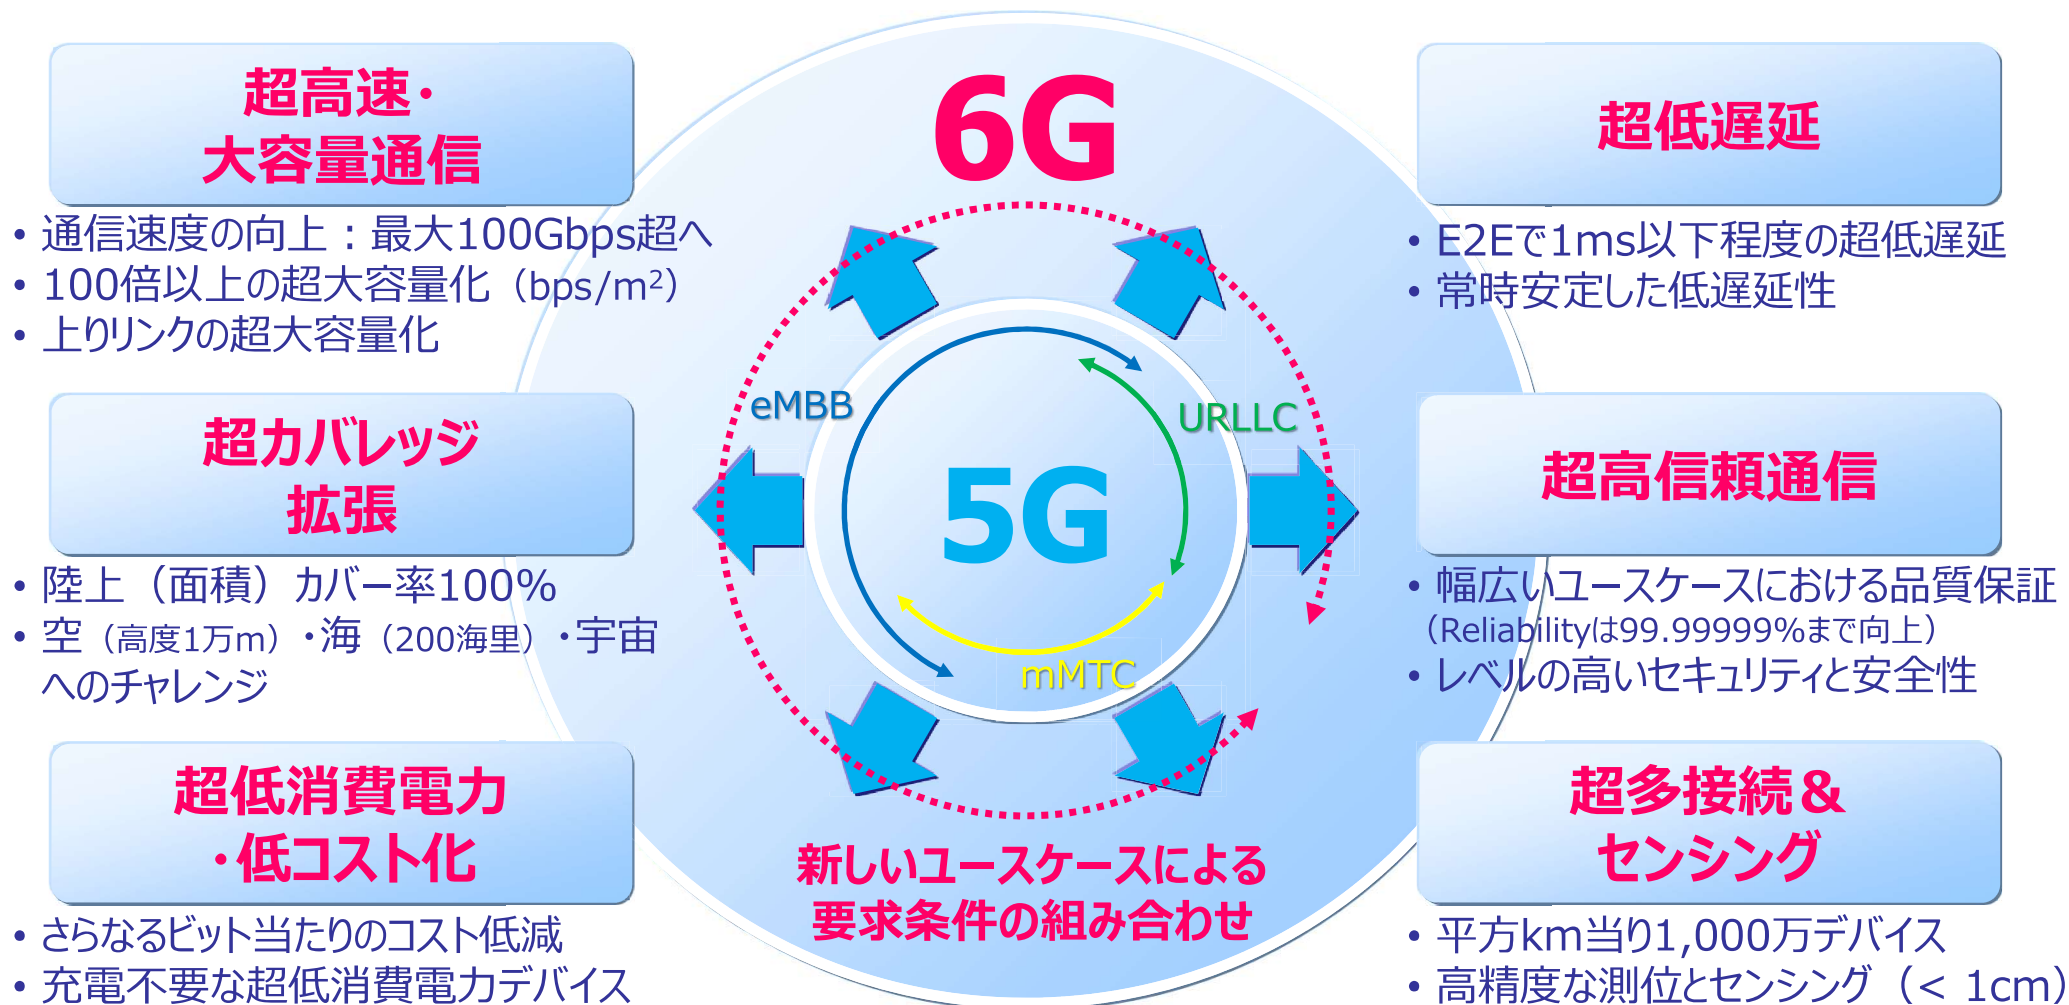 超高速・
大容量通信
• 通信速度の向上：最大100Gbps超へ
• 100倍以上の超大容量化（bps/m²）
• 上りリンクの超大容量化
超カバレッジ
拡張
• 陸上（面積）カバー率100%
• 空（高度1万m）・海（200海里）・宇宙
へのチャレンジ
超低消費電力
・低コスト化
• さらなるビット当たりのコスト低減
• 充電不要な超低消費電力デバイス
6G
eMBB
URLLC
5G
mMTC
新しいユースケースによる
要求条件の組み合わせ
超低遅延
• E2Eで1ms以下程度の超低遅延
• 常時安定した低遅延性
超高信頼通信
• 幅広いユースケースにおける品質保証
（Reliabilityは99.99999%まで向上）
• レベルの高いセキュリティと安全性
超多接続＆
センシング
• 平方km当り1,000万デバイス
• 高精度な測位とセンシング（< 1cm）